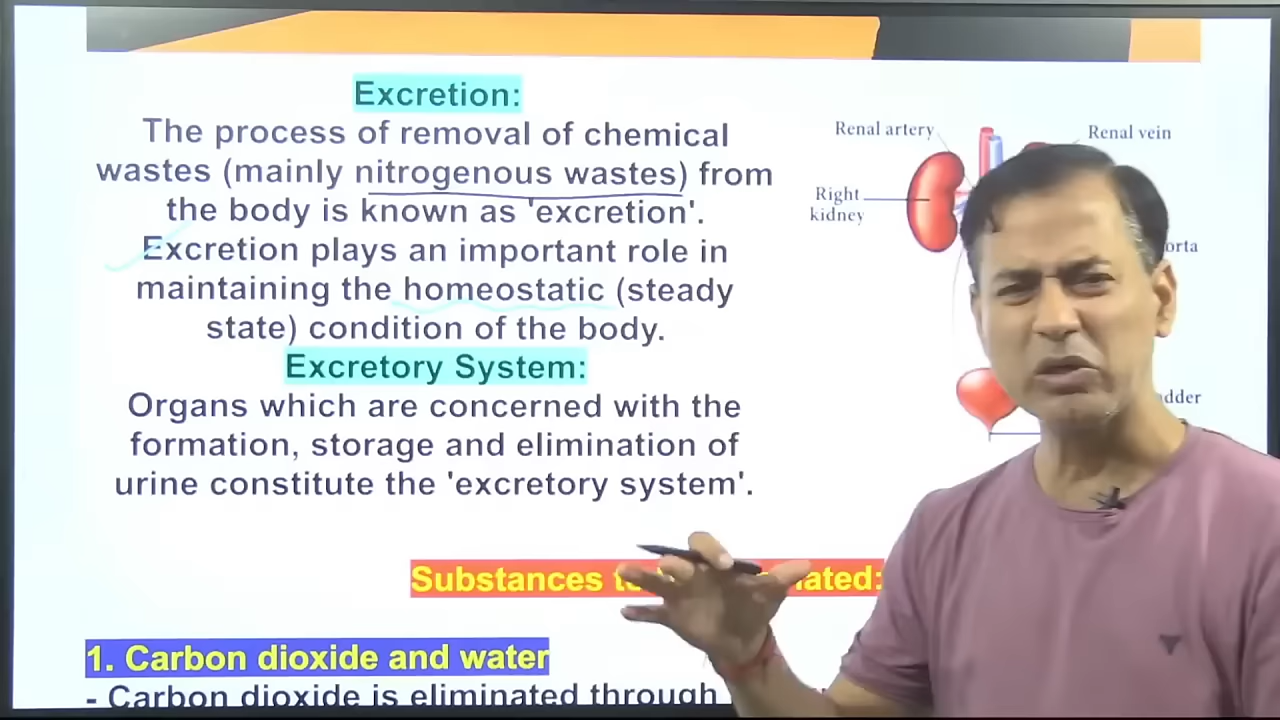 Excretion:
The process of removal of chemical
wastes (mainly nitrogenous wastes) from
the body is known as 'excretion'.
Excretion plays an important role in
maintaining the homeostatic (steady
state) condition of the body.
Excretory System:
Organs which are concerned with the
formation, storage and elimination of
urine constitute the 'excretory system'.
Renal artery
Renal vein
Right
kidney
orta
adder
Substances
nated:
1. Carbon dioxide and water
- Carbon dioxide is eliminated through